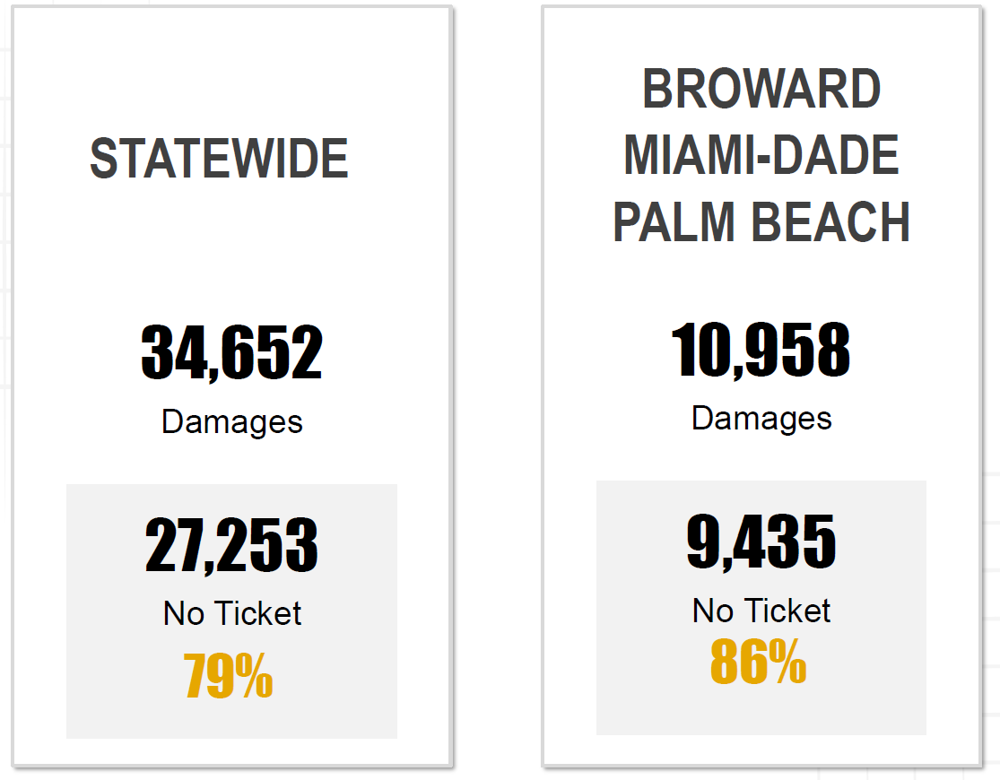 STATEWIDE
34,652
Damages
27,253
No Ticket
79%
BROWARD
MIAMI-DADE
PALM BEACH
10,958
Damages
9,435
No Ticket
86%